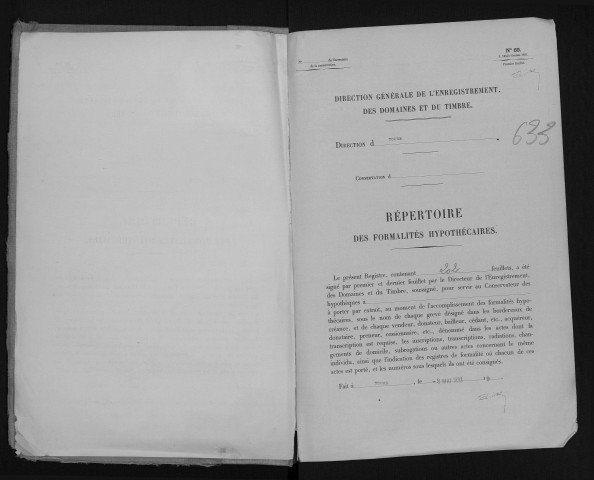 N° 69.
DIRECTION GÉNÉRALE DE L'ENREGISTREMENT,
DES DOMAINES ET DU TIMBRE.
DIRECTION d
633
CONSERVATION d
RÉPERTOIRE
DES FORMALITÉS HYPOTHÉCAIRES.
Le présent Registre, contenant feuillets, a été
signé par premier et dernier feuillet par le Directeur de l'Enregistrement,
des Domaines et du Timbre, soussigné, pour servir au Conservateur des
hypothèques à
à porter par extrait, au moment de l'accomplissement des formalités hypo-
thécaires, sous le nom de chaque grevé désigné dans les bordereaux de
créance, et de chaque vendeur, donateur, bailleur, cédant, etc., acquéreur,
donataire, preneur, cessionnaire, etc., dénommé dans les actes dont la
transcription est requise, les inscriptions, transcriptions, radiations, chan-
gements de domicile, subrogations ou autres actes concernant le même
individu, ainsi que l'indication des registres de formalité où chacun de ces
actes est porté, et les numéros sous lesquels ils ont été consignés.
Fait à , le 19